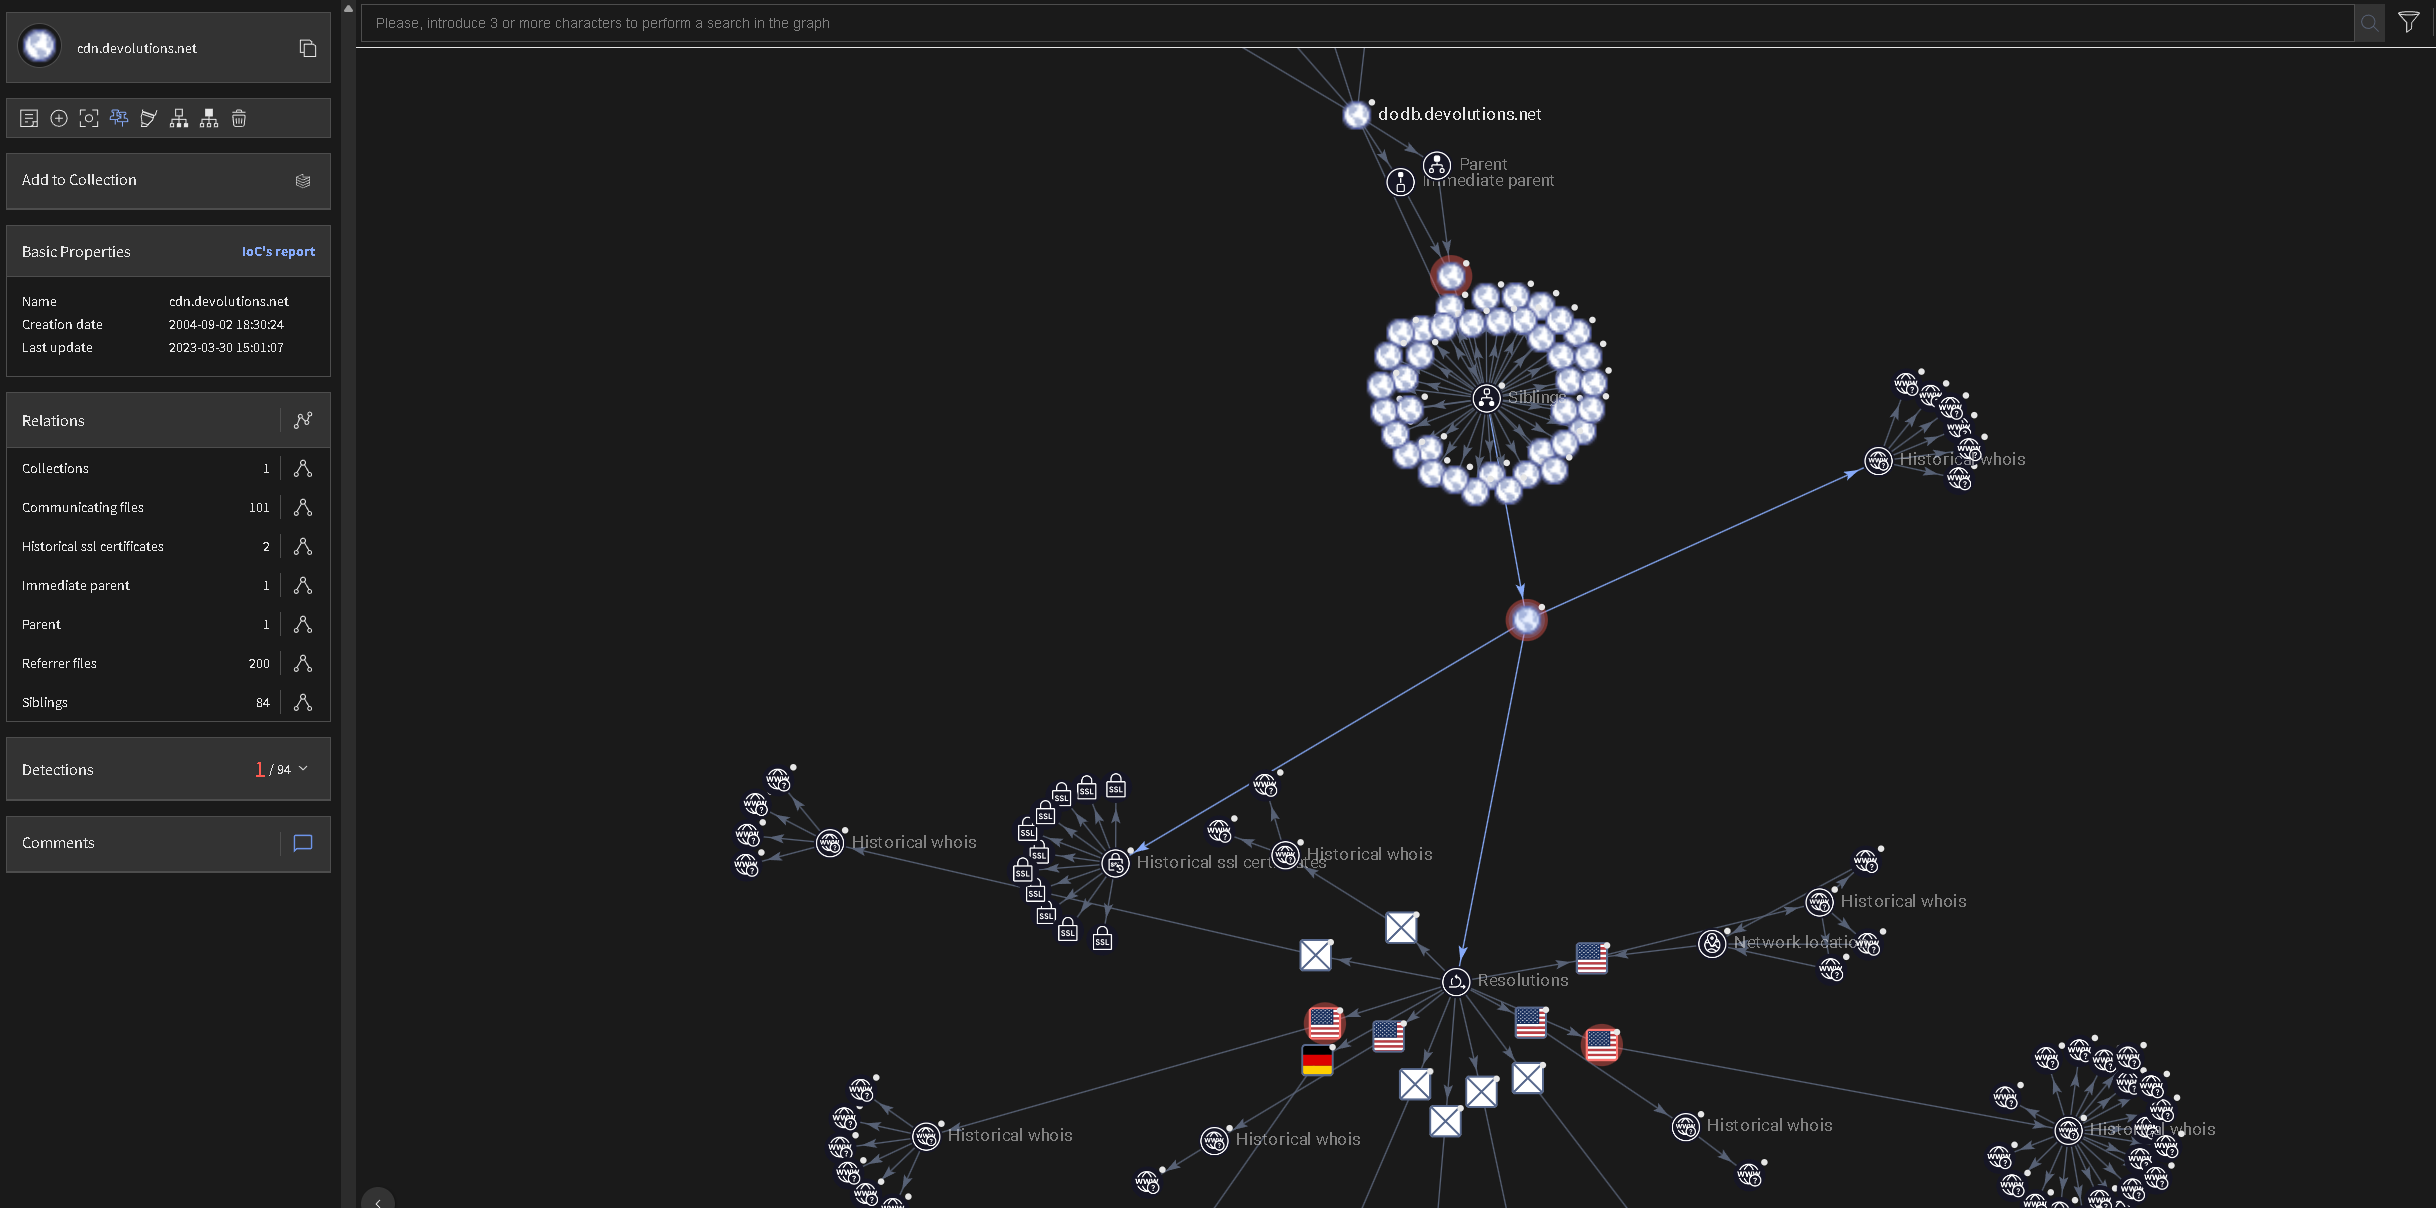 cdn.devolutions.net
Add to Collection
Basic Properties
IoC's report
Name cdn.devolutions.net
Creation date 2004-09-02 18:30:24
Last update 2023-03-30 15:01:07
Relations
Collections 1
Communicating files 101
Historical ssl certificates 2
Immediate parent 1
Parent 1
Referrer files 200
Siblings 84
Detections 1 / 94
Comments
Please, introduce 3 or more characters to perform a search in the graph
dodb.devolutions.net
Parent
Immediate parent
Siblings
Historical whois
Historical whois
Historical ssl certificates
Historical whois
Historical whois
Network location
Resolutions
Historical whois
Historical whois
Historical whois
Historical whois